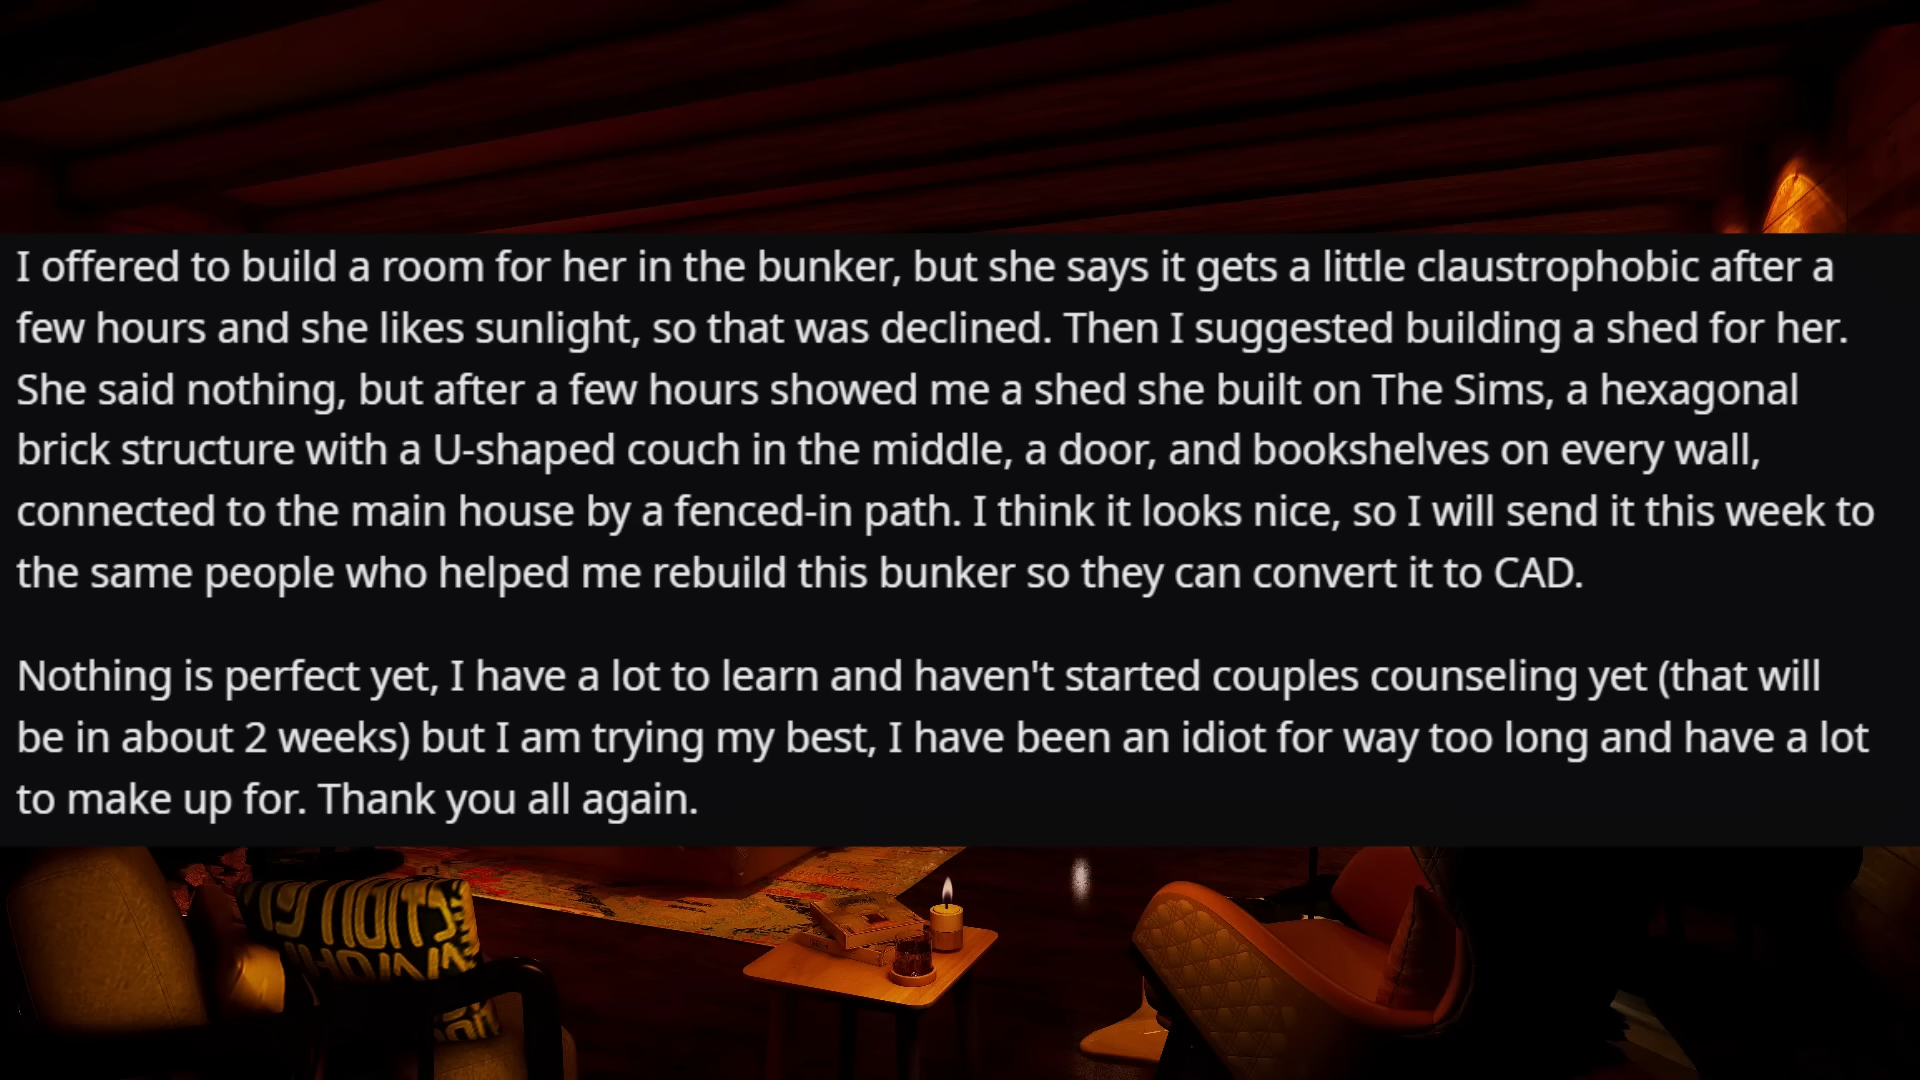 I offered to build a room for her in the bunker, but she says it gets a little claustrophobic after a
few hours and she likes sunlight, so that was declined. Then I suggested building a shed for her.
She said nothing, but after a few hours showed me a shed she built on The Sims, a hexagonal
brick structure with a U-shaped couch in the middle, a door, and bookshelves on every wall,
connected to the main house by a fenced-in path. I think it looks nice, so I will send it this week to
the same people who helped me rebuild this bunker so they can convert it to CAD.
Nothing is perfect yet, I have a lot to learn and haven't started couples counseling yet (that will
be in about 2 weeks) but I am trying my best, I have been an idiot for way too long and have a lot
to make up for. Thank you all again.